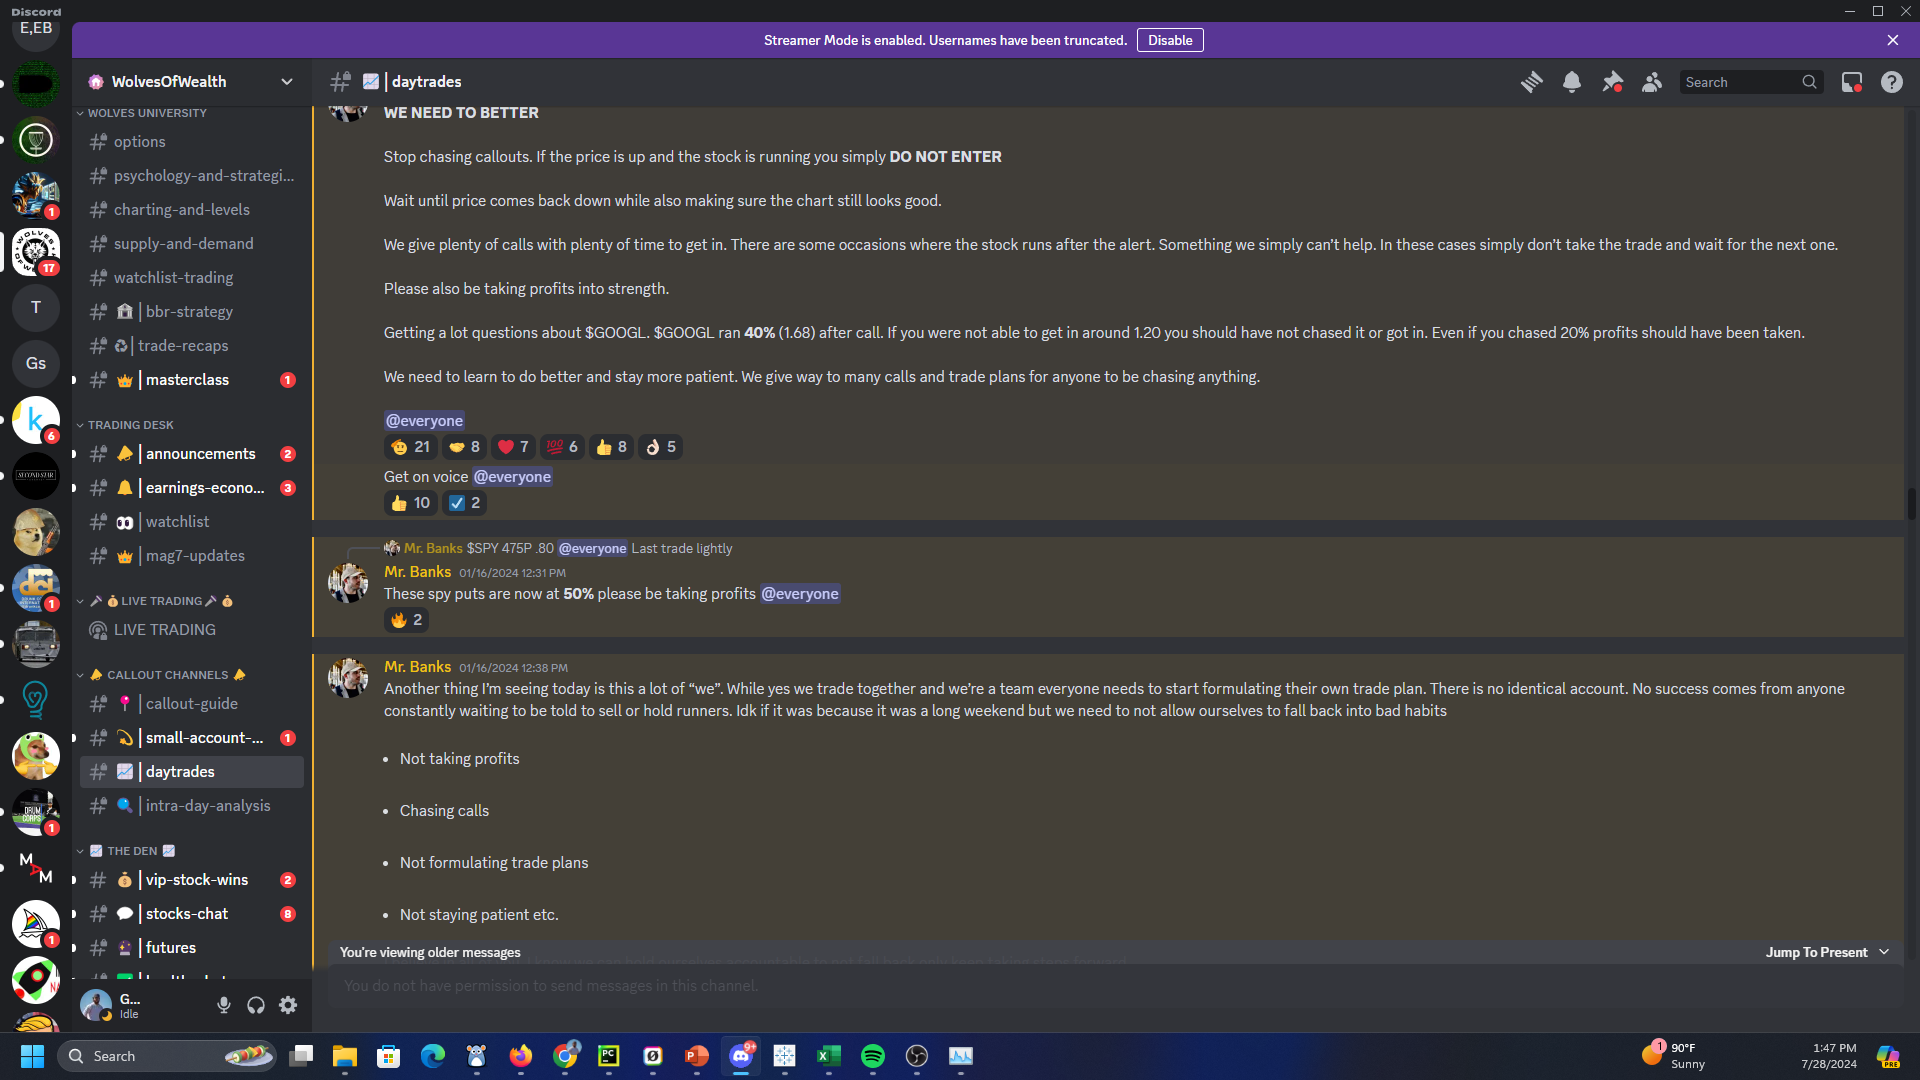 Discord
E,EB
Streamer Mode is enabled. Usernames have been truncated.
Disable
WolvesOfWealth
| daytrades
Search
WOLVES UNIVERSITY
options
psychology-and-strategi...
charting-and-levels
supply-and-demand
watchlist-trading
| bbr-strategy
| trade-recaps
| masterclass
1
TRADING DESK
| announcements
2
| earnings-econo...
3
| watchlist
| mag7-updates
LIVE TRADING
LIVE TRADING
CALLOUT CHANNELS
| callout-guide
| small-account-...
1
| daytrades
| intra-day-analysis
THE DEN
| vip-stock-wins
2
| stocks-chat
8
| futures
1
17
T
Gs
k
6
SECOND STAR
1
DRUM
CORPS
1
M
A
M
1
G...
Idle
WE NEED TO BETTER
Stop chasing callouts. If the price is up and the stock is running you simply DO NOT ENTER
Wait until price comes back down while also making sure the chart still looks good.
We give plenty of calls with plenty of time to get in. There are some occasions where the stock runs after the alert. Something we simply can’t help. In these cases simply don’t take the trade and wait for the next one.
Please also be taking profits into strength.
Getting a lot questions about $GOOGL. $GOOGL ran 40% (1.68) after call. If you were not able to get in around 1.20 you should have not chased it or got in. Even if you chased 20% profits should have been taken.
We need to learn to do better and stay more patient. We give way to many calls and trade plans for anyone to be chasing anything.
@everyone
21 8 7 6 8 5
Get on voice @everyone
10 2
Mr. Banks $SPY 475P .80 @everyone Last trade lightly
Mr. Banks 01/16/2024 12:31 PM
These spy puts are now at 50% please be taking profits @everyone
2
Mr. Banks 01/16/2024 12:38 PM
Another thing I’m seeing today is this a lot of “we”. While yes we trade together and we’re a team everyone needs to start formulating their own trade plan. There is no identical account. No success comes from anyone
constantly waiting to be told to sell or hold runners. Idk if it was because it was a long weekend but we need to not allow ourselves to fall back into bad habits
• Not taking profits
• Chasing calls
• Not formulating trade plans
• Not staying patient etc.
You’re viewing older messages
Jump To Present
You do not have permission to send messages in this channel.
Search
PC
9+
1
90°F
Sunny
1:47 PM
7/28/2024
PRE